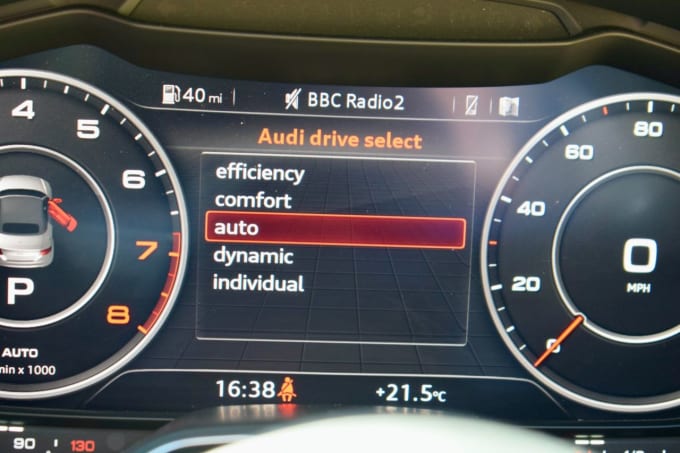 40 mi
BBC Radio2
Audi drive select
efficiency
comfort
auto
dynamic
individual
4
5
6
7
8
P
AUTO
min x 1000
80
60
40
20
0
0
MPH
16:38
+21.5°C
90
130